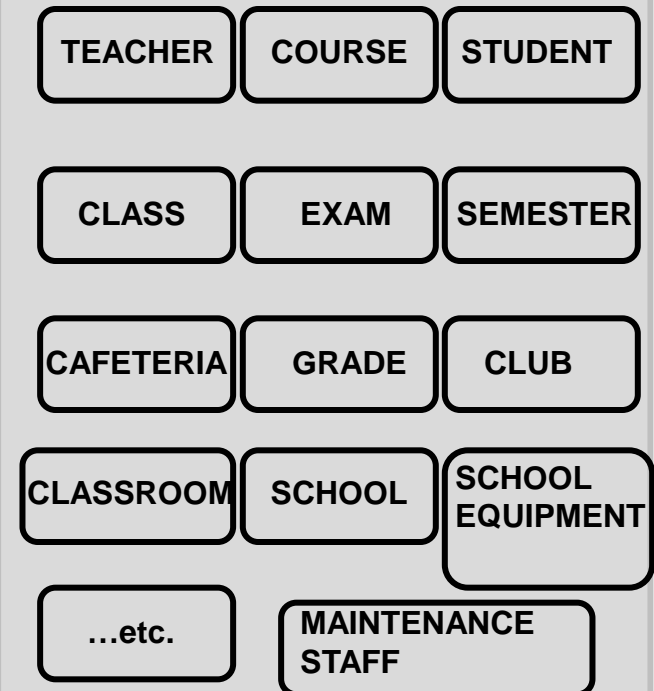 TEACHER
COURSE
STUDENT
CLASS
EXAM
SEMESTER
CAFETERIA
GRADE
CLUB
CLASSROOM
SCHOOL
SCHOOL
EQUIPMENT
…etc.
MAINTENANCE
STAFF